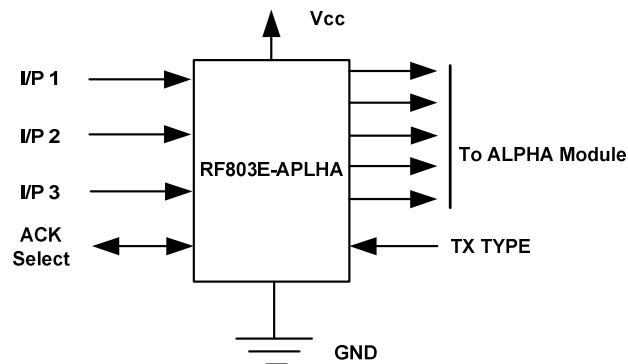 Vcc
I/P 1
I/P 2
I/P 3
ACK
Select
RF803E-APLHA
To ALPHA Module
TX TYPE
GND